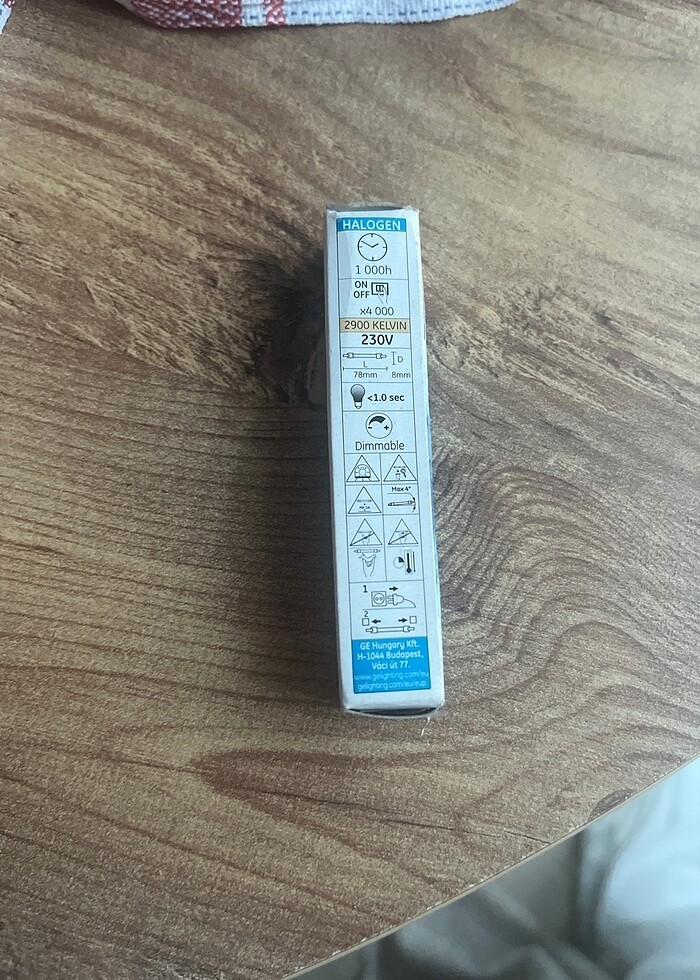 HALOGEN
1 000h
ON
OFF
x4 000
2900 KELVIN
230V
D
L
78mm 8mm
<1.0 sec
Dimmable
Max 4°
1
2
GE Hungary Kft.
H-1044 Budapest,
Váci út 77.
www.gelighting.com/eu
gelighting.com/eu/eup